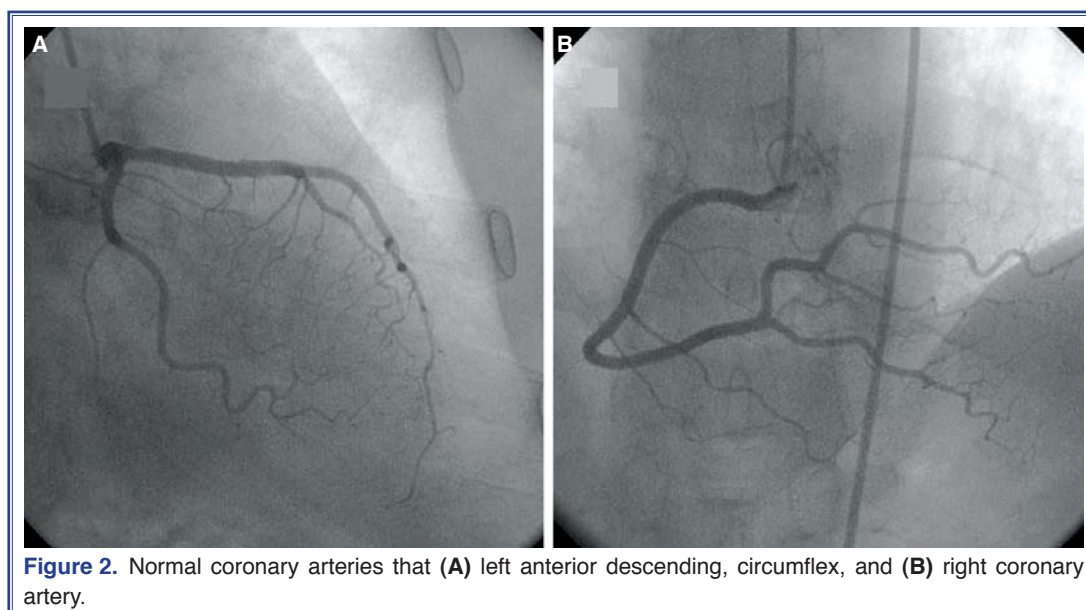 A
B
Figure 2. Normal coronary arteries that (A) left anterior descending, circumflex, and (B) right coronary
artery.